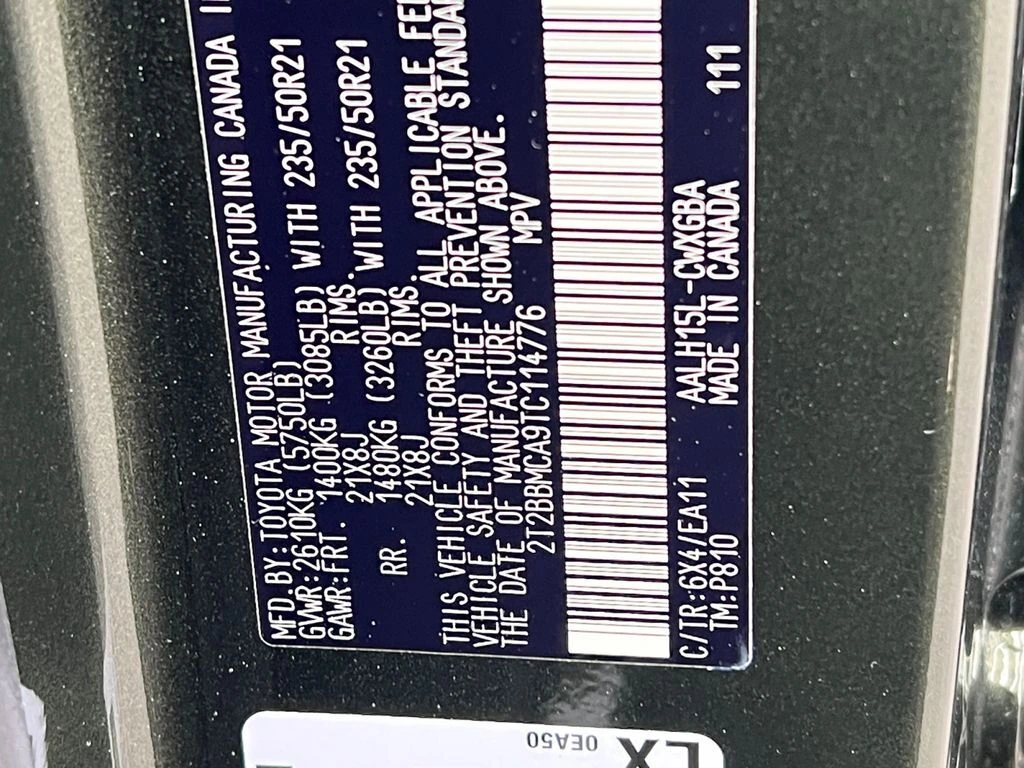 MFD.BY:TOYOTA MOTOR MANUFACTURING CANADA
GVWR:2610KG (5750LB)
GAWR:FRT. 1400KG (3085LB) WITH 235/50R21
21X8J RIMS.
RR. 1480KG (3260LB) WITH 235/50R21
21X8J RIMS.
THIS VEHICLE CONFORMS TO ALL APPLICABLE
VEHICLE SAFETY AND THEFT PREVENTION
THE DATE OF MANUFACTURE SHOWN ABOVE.
2T2BBMCA9TC114776 MPV
C/TR:6X4/EA11 AALH15L-CWXGBA
TM:P810 MADE IN CANADA 111
0EA50